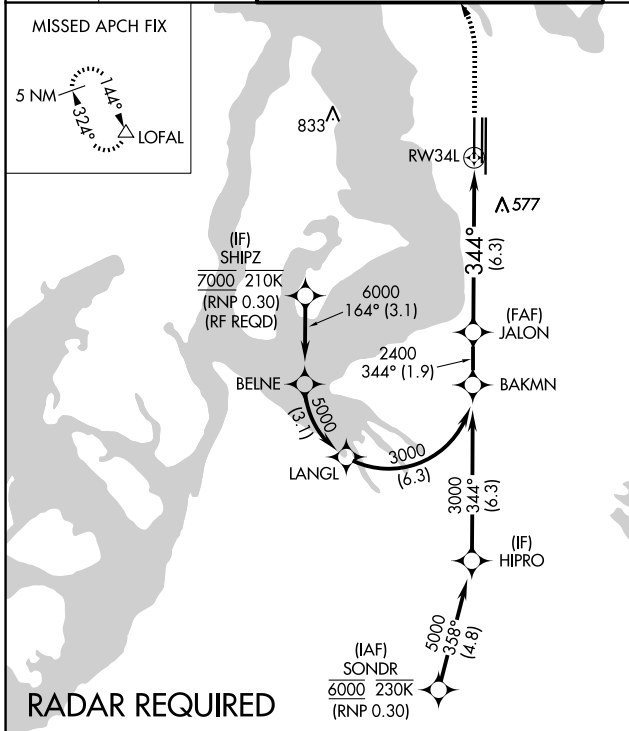 MISSED APCH FIX
5 NM
144°
324°
LOFAL
833
RW34L
577
344°
(6.3)
(IF)
SHIPZ
7000 210K
(RNP 0.30)
(RF REQD)
6000
164° (3.1)
(FAF)
JALON
2400
344° (1.9)
BELNE
BAKMN
5000
(3.1)
LANGL
3000
(6.3)
3000
344°
(6.3)
(IF)
HIPRO
5000
358°
(4.8)
(IAF)
SONDR
6000 230K
(RNP 0.30)
RADAR REQUIRED